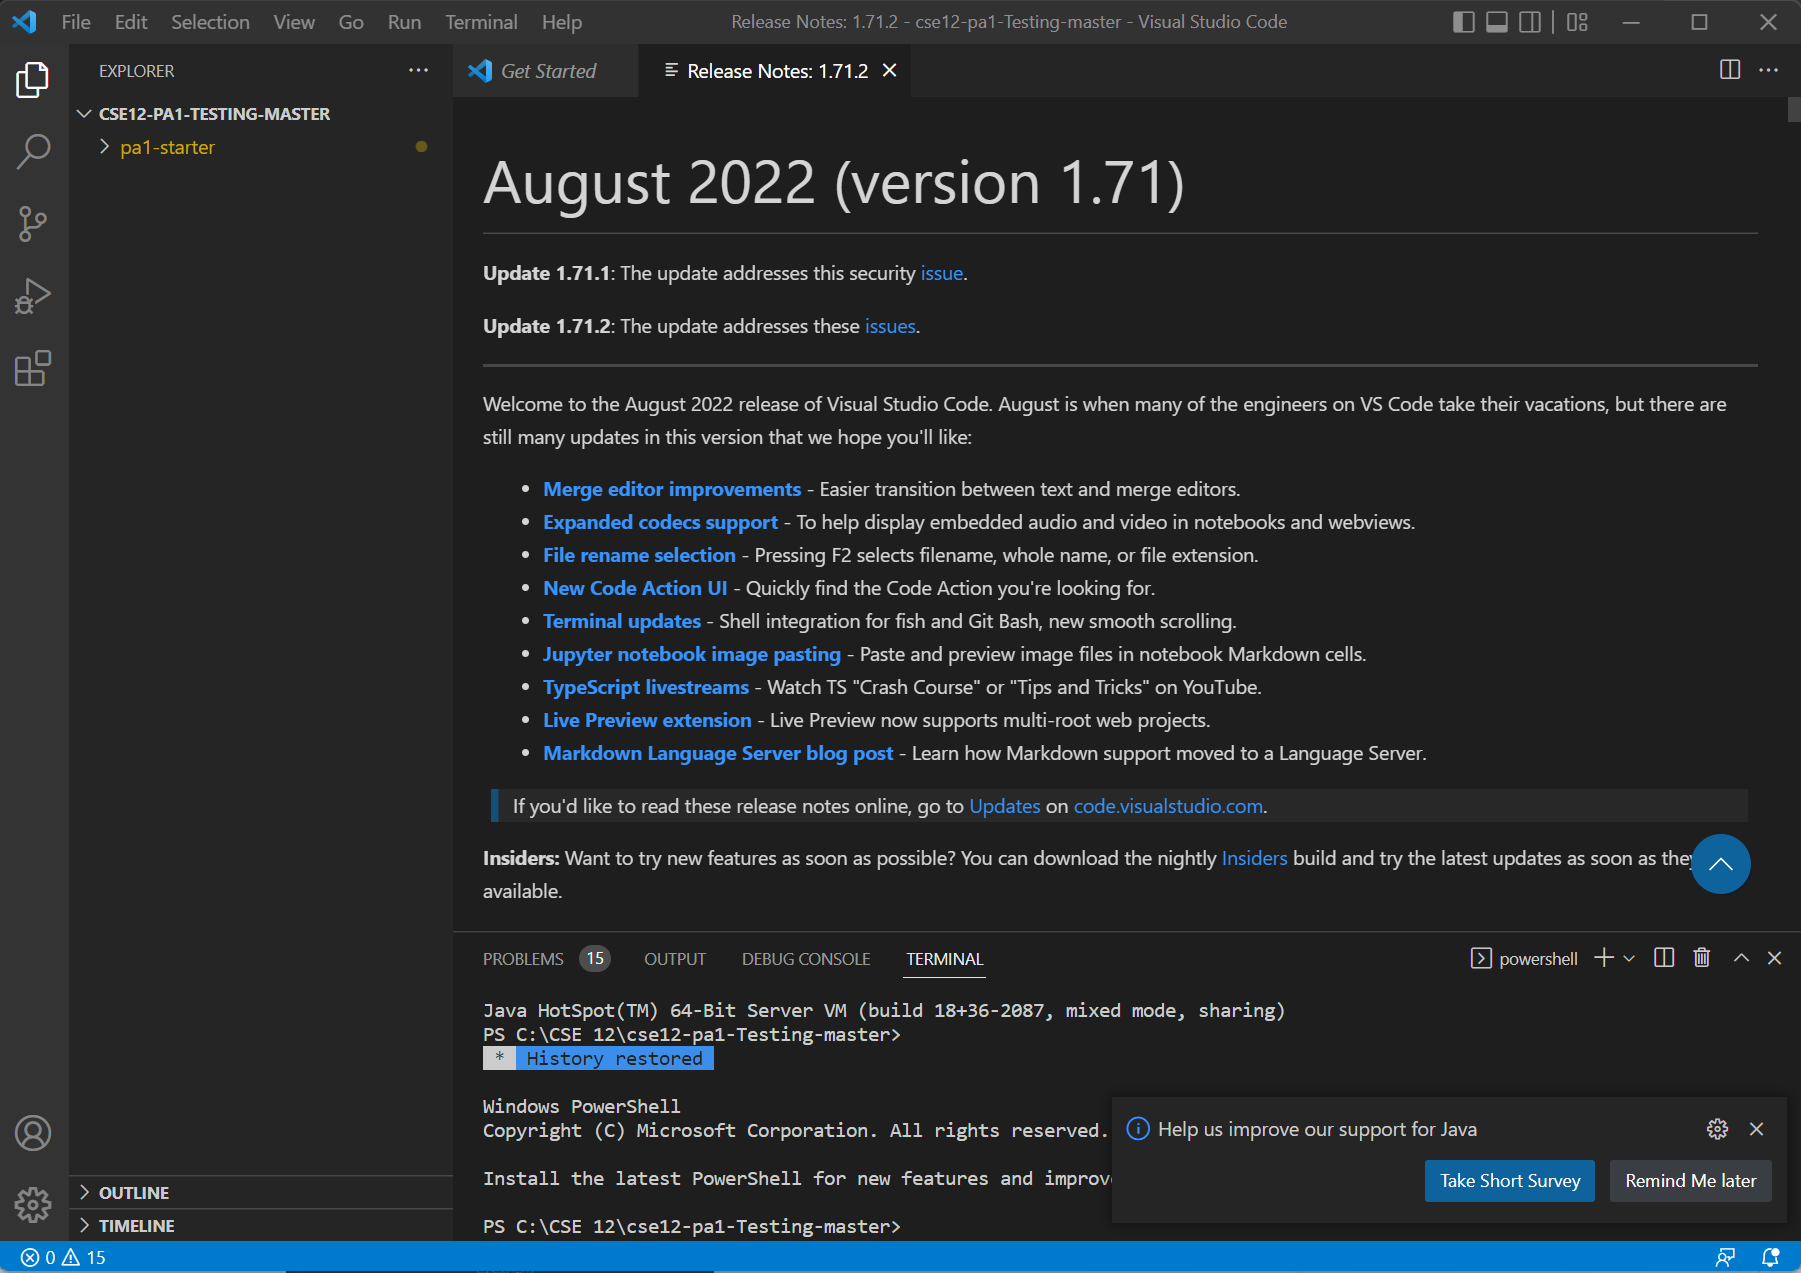 File Edit Selection View Go Run Terminal Help
Release Notes: 1.71.2 - cse12-pa1-Testing-master - Visual Studio Code
EXPLORER
CSE12-PA1-TESTING-MASTER
pa1-starter
OUTLINE
TIMELINE
Get Started
Release Notes: 1.71.2
August 2022 (version 1.71)
Update 1.71.1: The update addresses this security issue.
Update 1.71.2: The update addresses these issues.
Welcome to the August 2022 release of Visual Studio Code. August is when many of the engineers on VS Code take their vacations, but there are
still many updates in this version that we hope you'll like:
• Merge editor improvements - Easier transition between text and merge editors.
• Expanded codecs support - To help display embedded audio and video in notebooks and webviews.
• File rename selection - Pressing F2 selects filename, whole name, or file extension.
• New Code Action UI - Quickly find the Code Action you're looking for.
• Terminal updates - Shell integration for fish and Git Bash, new smooth scrolling.
• Jupyter notebook image pasting - Paste and preview image files in notebook Markdown cells.
• TypeScript livestreams - Watch TS "Crash Course" or "Tips and Tricks" on YouTube.
• Live Preview extension - Live Preview now supports multi-root web projects.
• Markdown Language Server blog post - Learn how Markdown support moved to a Language Server.
If you'd like to read these release notes online, go to Updates on code.visualstudio.com.
Insiders: Want to try new features as soon as possible? You can download the nightly Insiders build and try the latest updates as soon as they
available.
PROBLEMS 15 OUTPUT DEBUG CONSOLE TERMINAL
powershell
Java HotSpot(TM) 64-Bit Server VM (build 18+36-2087, mixed mode, sharing)
PS C:\CSE 12\cse12-pa1-Testing-master>
* History restored
Windows PowerShell
Copyright (C) Microsoft Corporation. All rights reserved.
Install the latest PowerShell for new features and improv
PS C:\CSE 12\cse12-pa1-Testing-master>
Help us improve our support for Java
Take Short Survey
Remind Me later
0 15